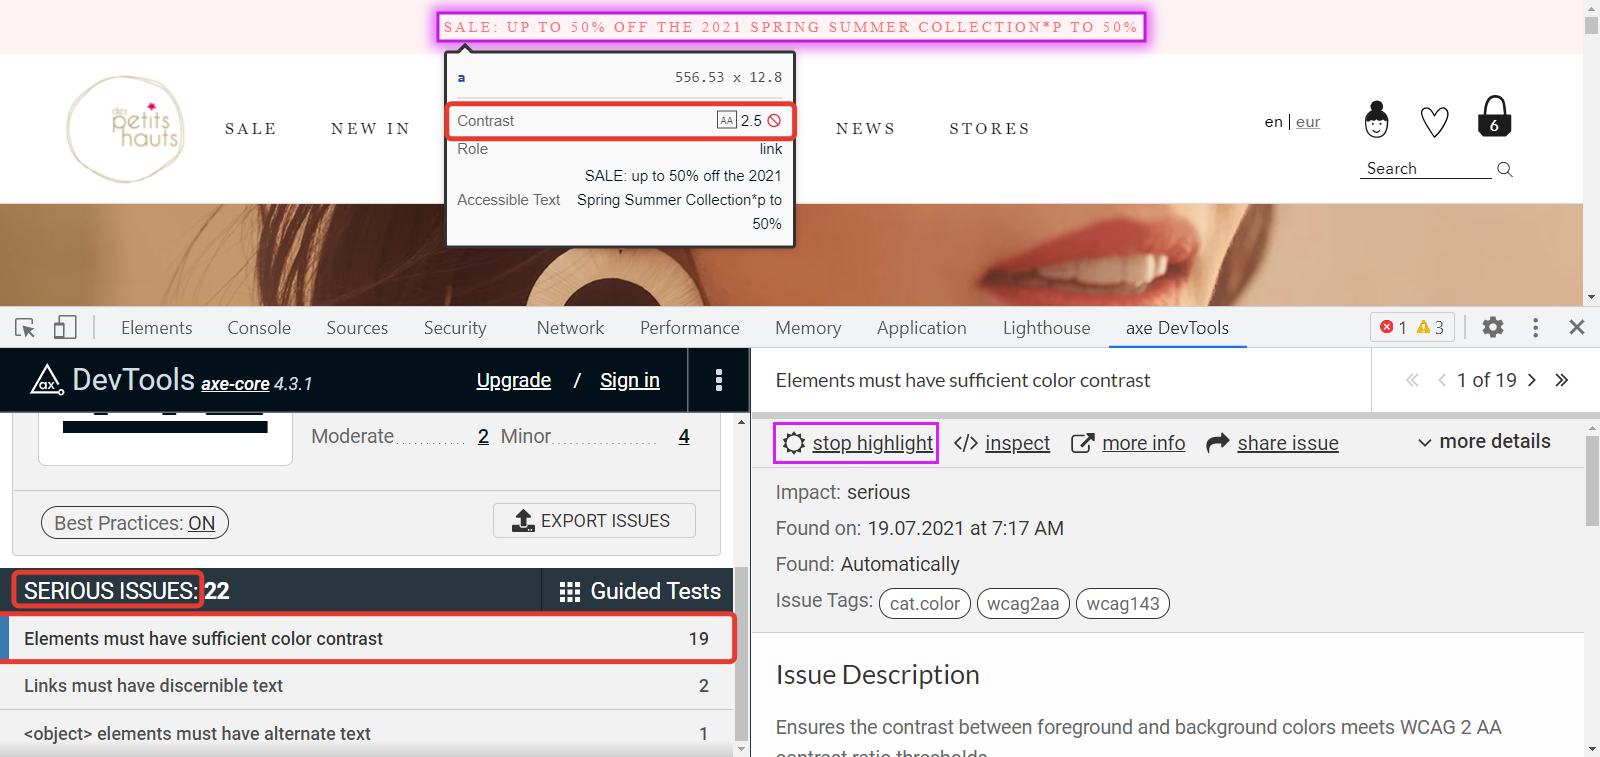 SALE: UP TO 50% OFF THE 2021 SPRING SUMMER COLLECTION*P TO 50%
a 556.53 x 12.8
Contrast AA 2.5
Role link
Accessible Text SALE: up to 50% off the 2021
Spring Summer Collection*p to
50%
des
petits
hauts
SALE NEW IN NEWS STORES
en | eur
6
Search
Elements Console Sources Security Network Performance Memory Application Lighthouse axe DevTools 1 3
ax DevTools axe-core 4.3.1 Upgrade / Sign in
Elements must have sufficient color contrast 1 of 19
Moderate 2 Minor 4
Best Practices: ON EXPORT ISSUES
SERIOUS ISSUES: 22 Guided Tests
Elements must have sufficient color contrast 19
Links must have discernible text 2
<object> elements must have alternate text 1
stop highlight </> inspect more info share issue more details
Impact: serious
Found on: 19.07.2021 at 7:17 AM
Found: Automatically
Issue Tags: cat.color wcag2aa wcag143
Issue Description
Ensures the contrast between foreground and background colors meets WCAG 2 AA
contrast ratio thresholds